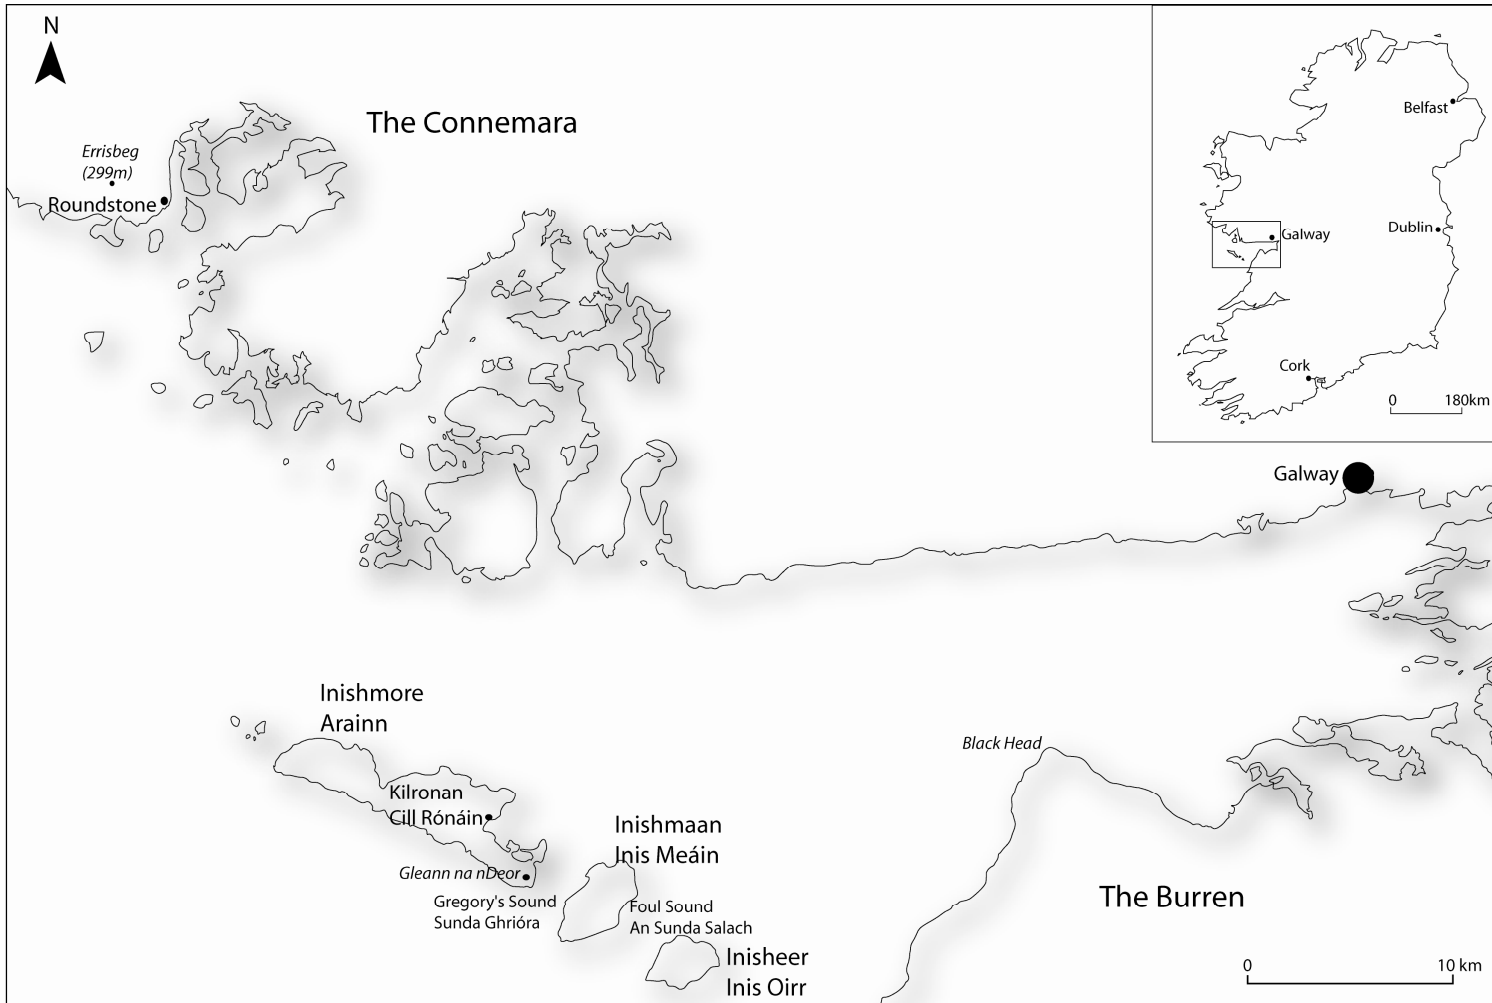 N
The Connemara
Errisbeg
(299m)
Roundstone
Belfast
Galway
Dublin
Cork
0 180km
Galway
Inishmore
Arainn
Kilronan
Cill Rónáin
Gleann na nDeor
Gregory's Sound
Sunda Ghrióra
Inishmaan
Inis Meáin
Foul Sound
An Sunda Salach
Inisheer
Inis Oirr
Black Head
The Burren
0 10 km